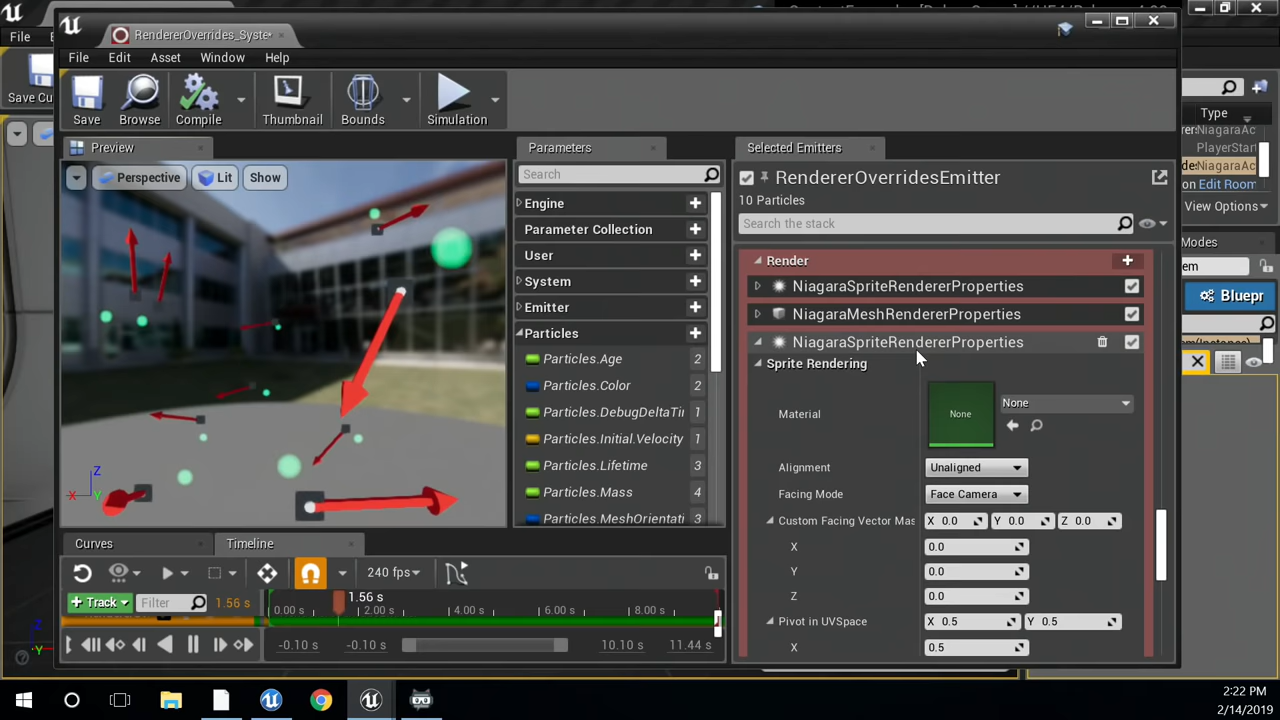 RendererOverrides_Syste*
File
File Edit Asset Window Help
Save Cu
Save Browse Compile Thumbnail Bounds Simulation
Type
NiagaraAc
PlayerStart
NiagaraAc
Edit Room
View Options
Modes
Bluepr
Preview
Perspective Lit Show
Z
X
Y
Parameters
Search
Engine
Parameter Collection
User
System
Emitter
Particles
Particles.Age 2
Particles.Color 2
Particles.DebugDeltaTi 1
Particles.Initial.Velocity 1
Particles.Lifetime 3
Particles.Mass 4
Particles.MeshOrientati 3
Selected Emitters
RendererOverridesEmitter
10 Particles
Search the stack
Render
NiagaraSpriteRendererProperties
NiagaraMeshRendererProperties
NiagaraSpriteRendererProperties
Sprite Rendering
Material None None
Alignment Unaligned
Facing Mode Face Camera
Custom Facing Vector Mas X 0.0 Y 0.0 Z 0.0
X 0.0
Y 0.0
Z 0.0
Pivot in UVSpace X 0.5 Y 0.5
X 0.5
Curves Timeline
240 fps
1.56 s
+ Track Filter 1.56 s
0.00 s 2.00 s 4.00 s 6.00 s 8.00 s
-0.10 s -0.10 s 10.10 s 11.44 s
2:22 PM
2/14/2019